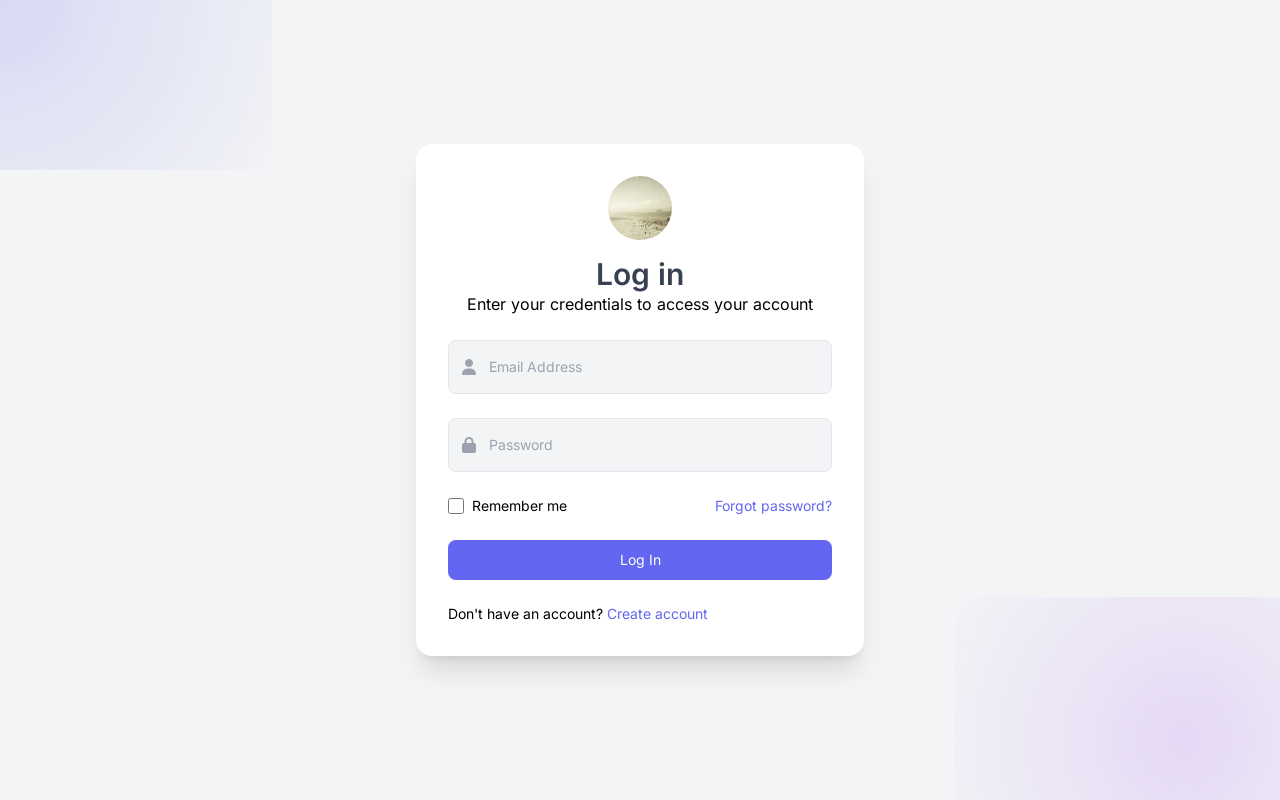 Log in
Enter your credentials to access your account
Email Address
Password
Remember me
Forgot password?
Log In
Don't have an account? Create account